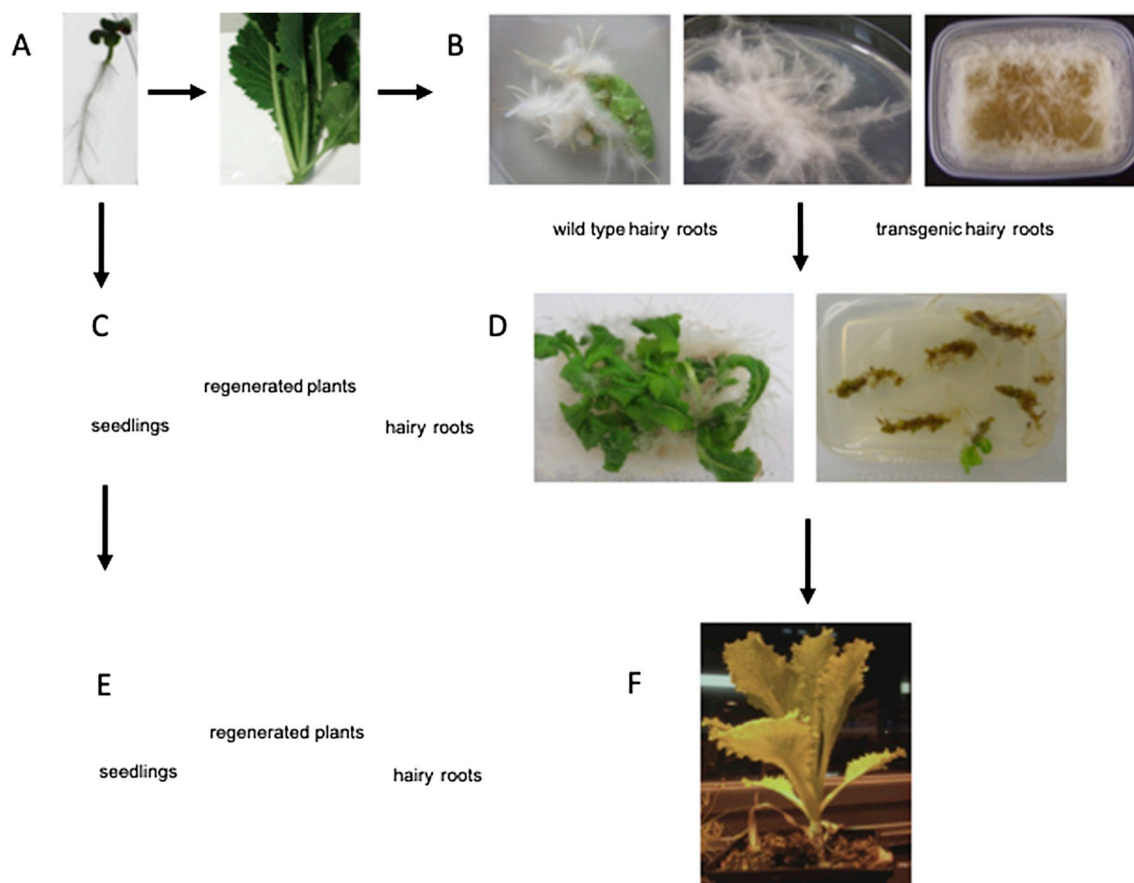 A
B
wild type hairy roots
transgenic hairy roots
C
regenerated plants
seedlings
hairy roots
D
E
regenerated plants
seedlings
hairy roots
F